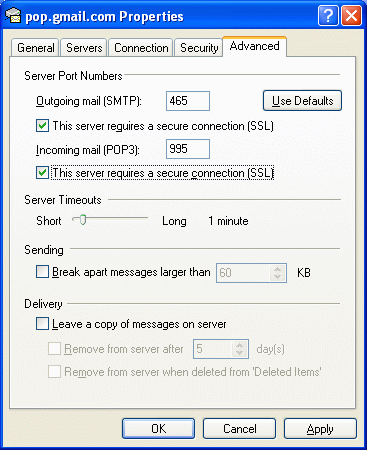 pop.gmail.com Properties
General Servers Connection Security Advanced
Server Port Numbers
Outgoing mail (SMTP): 465 Use Defaults
This server requires a secure connection (SSL)
Incoming mail (POP3): 995
This server requires a secure connection (SSL)
Server Timeouts
Short Long 1 minute
Sending
Break apart messages larger than 60 KB
Delivery
Leave a copy of messages on server
Remove from server after 5 day(s)
Remove from server when deleted from 'Deleted Items'
OK Cancel Apply